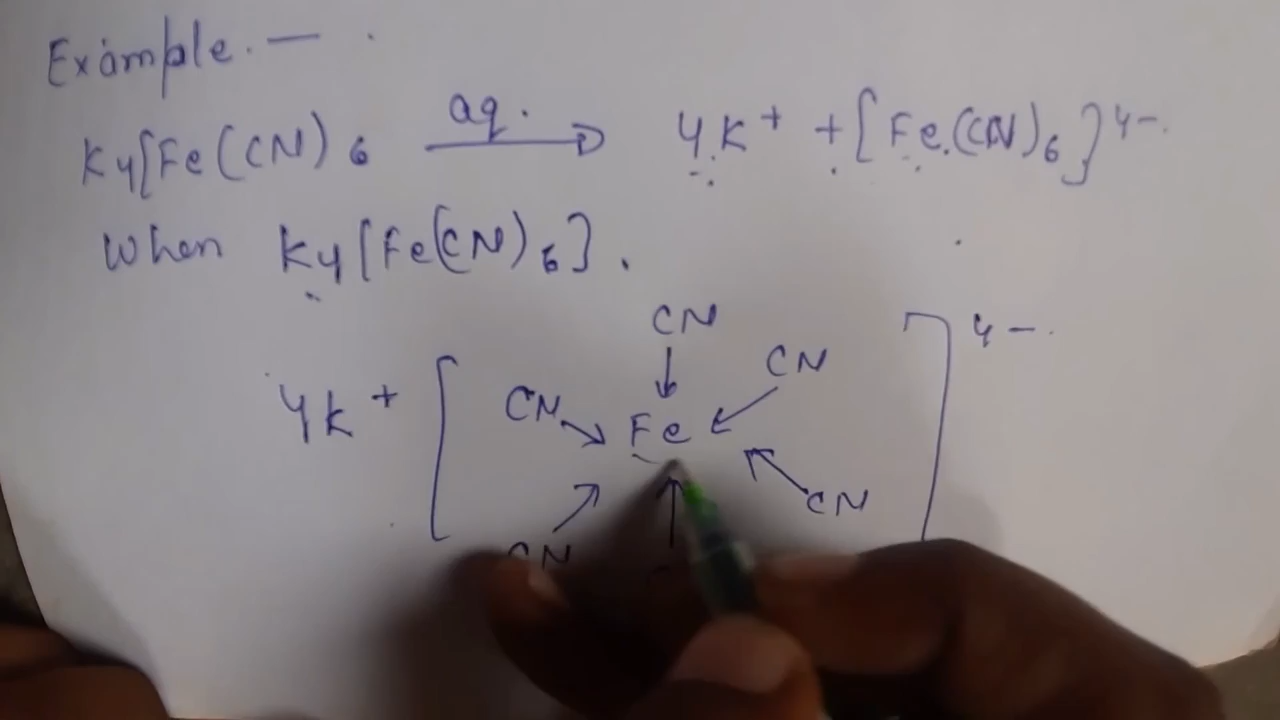 Example. — .
K4[Fe(CN)6 aq. → 4K+ + [Fe(CN)6]4-.
When K4[Fe(CN)6].
CN
CN
CN Fe
4K+ [ ]4-.
CN
CN